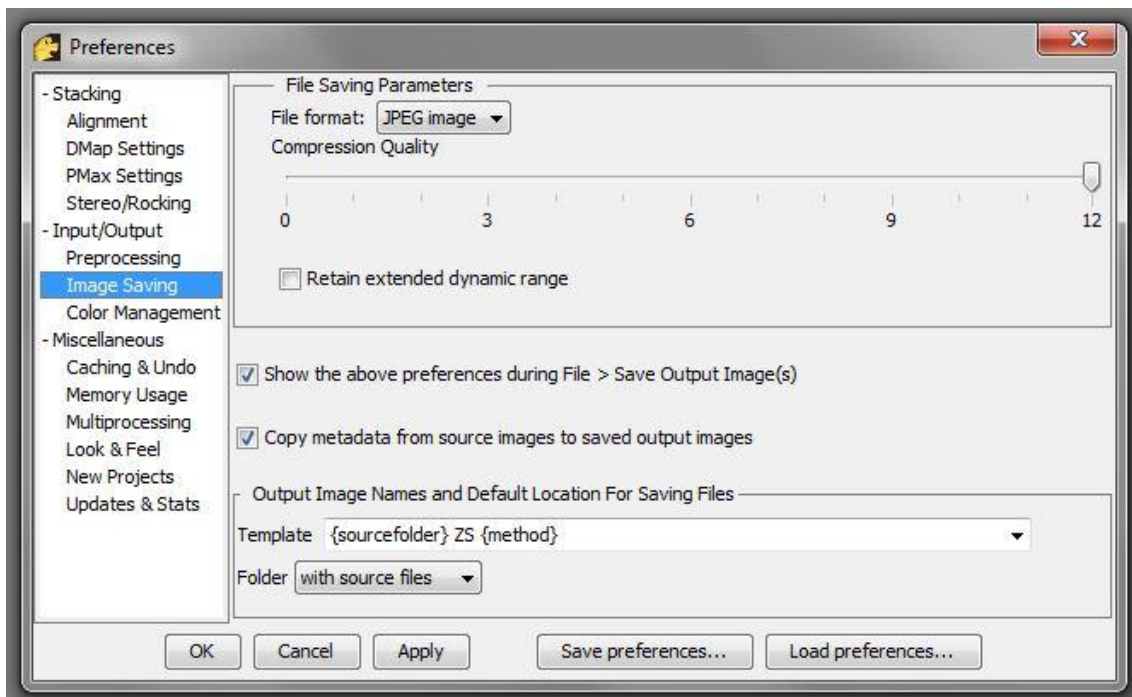 Preferences
- Stacking
Alignment
DMap Settings
PMax Settings
Stereo/Rocking
- Input/Output
Preprocessing
Image Saving
Color Management
- Miscellaneous
Caching & Undo
Memory Usage
Multiprocessing
Look & Feel
New Projects
Updates & Stats
File Saving Parameters
File format: JPEG image
Compression Quality
0 3 6 9 12
Retain extended dynamic range
Show the above preferences during File > Save Output Image(s)
Copy metadata from source images to saved output images
Output Image Names and Default Location For Saving Files
Template {sourcefolder} ZS {method}
Folder with source files
OK Cancel Apply Save preferences... Load preferences...